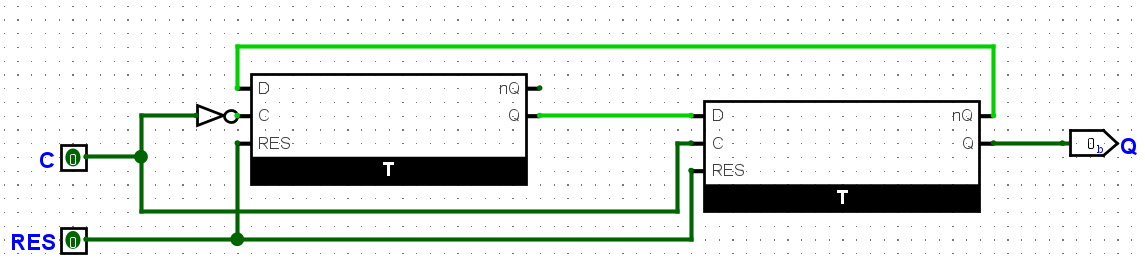 D nQ
C Q
RES
T
D nQ
C Q
RES
T
C 0
RES 0
0b Q